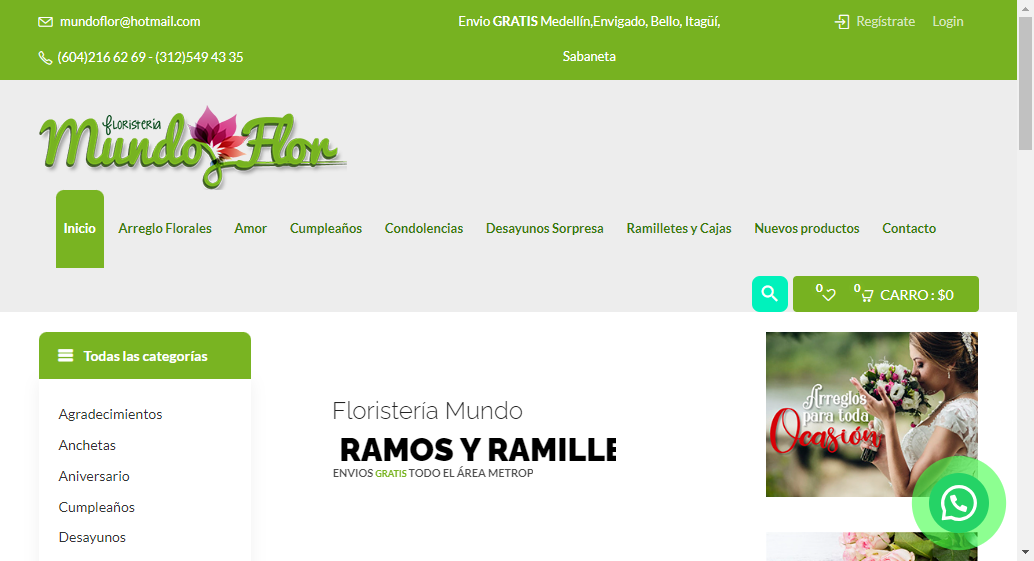 mundoflor@hotmail.com
(604)216 62 69 - (312)549 43 35
Envio GRATIS Medellín,Envigado, Bello, Itagüí,
Sabaneta
Regístrate
Login
floristería
Mundo Flor
Inicio
Arreglo Florales
Amor
Cumpleaños
Condolencias
Desayunos Sorpresa
Ramilletes y Cajas
Nuevos productos
Contacto
0
0 CARRO : $0
Todas las categorías
Agradecimientos
Anchetas
Aniversario
Cumpleaños
Desayunos
Floristería Mundo
RAMOS Y RAMILLE
ENVIOS GRATIS TODO EL ÁREA METROP
Arreglos
para toda
Ocasión